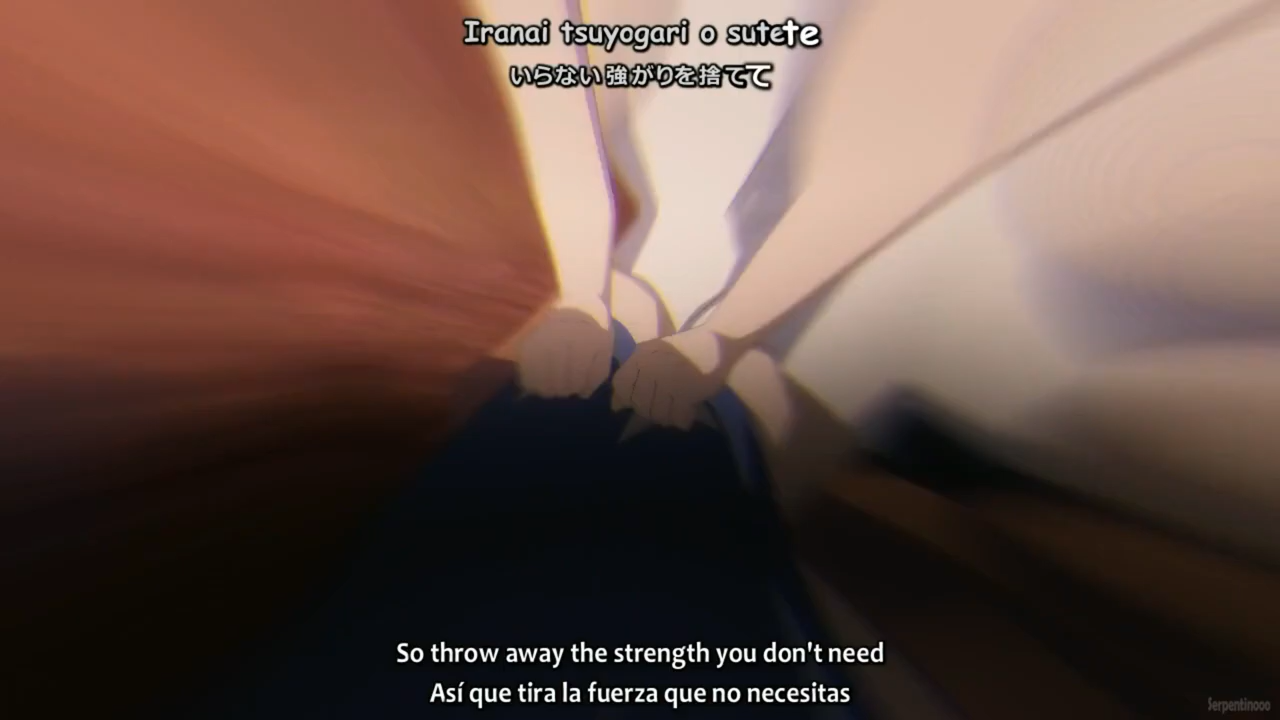 Iranai tsuyogari o sutete
いらない強がりを捨てて
So throw away the strength you don't need
Así que tira la fuerza que no necesitas
Serpentinooo